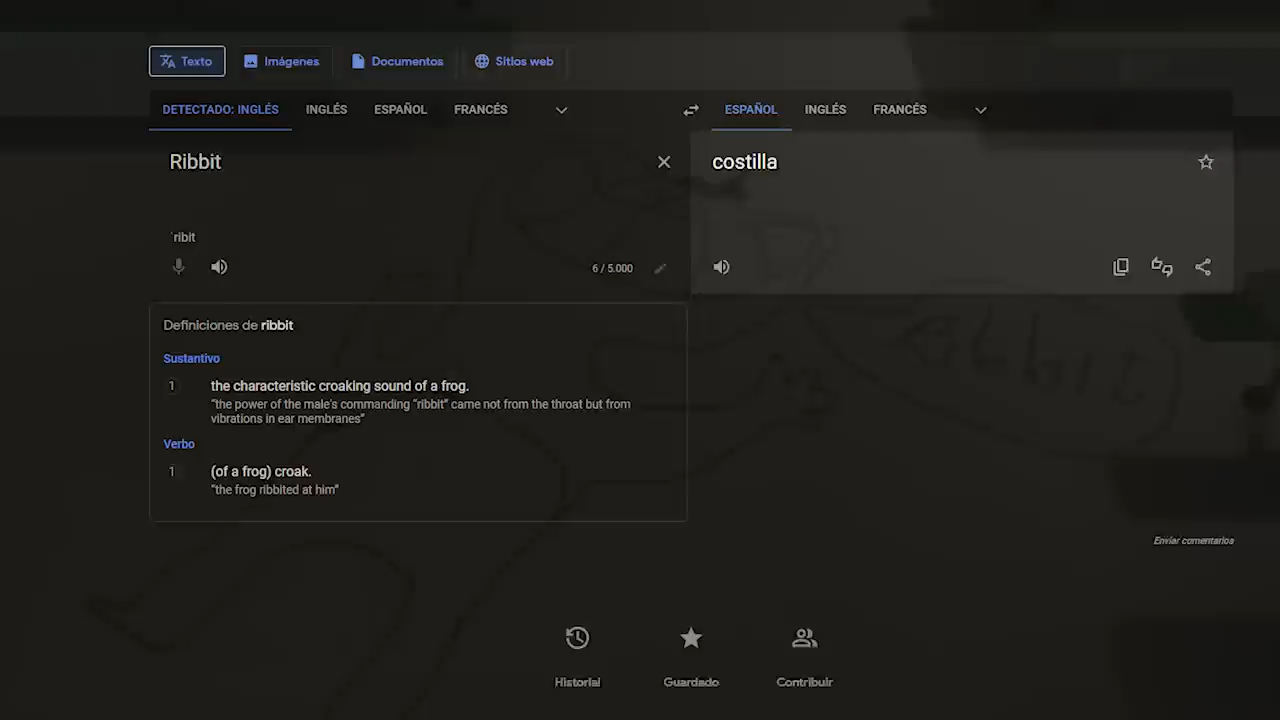 Texto Imágenes Documentos Sitios web
DETECTADO: INGLÉS INGLÉS ESPAÑOL FRANCÉS ESPAÑOL INGLÉS FRANCÉS
Ribbit
costilla
ˈribit
6 / 5.000
Definiciones de ribbit
Sustantivo
1 the characteristic croaking sound of a frog.
"the power of the male's commanding "ribbit" came not from the throat but from
vibrations in ear membranes"
Verbo
1 (of a frog) croak.
"the frog ribbited at him"
Enviar comentarios
Historial Guardado Contribuir